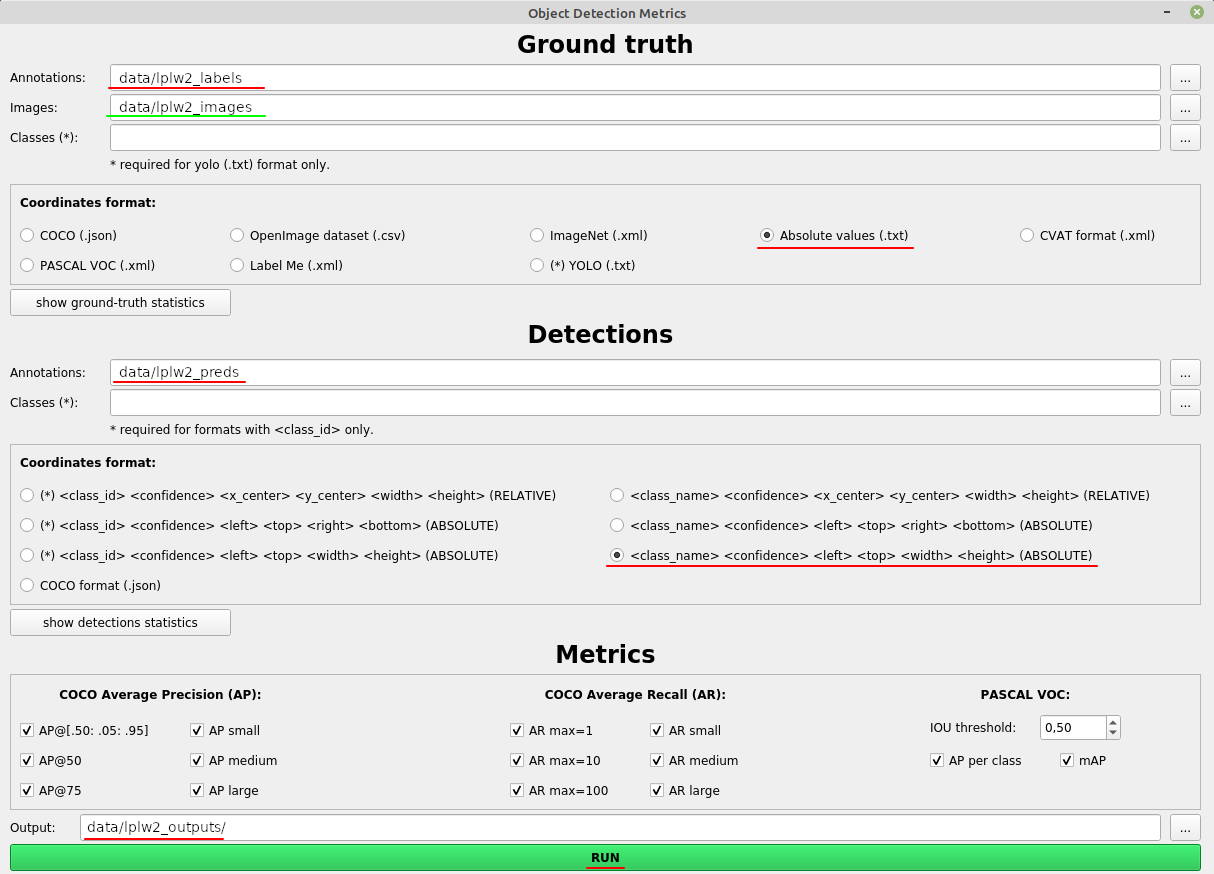 Object Detection Metrics
Ground truth
Annotations: data/lplw2_labels ...
Images: data/lplw2_images ...
Classes (*): ...
* required for yolo (.txt) format only.
Coordinates format:
COCO (.json) OpenImage dataset (.csv) ImageNet (.xml) Absolute values (.txt) CVAT format (.xml)
PASCAL VOC (.xml) Label Me (.xml) (*) YOLO (.txt)
show ground-truth statistics
Detections
Annotations: data/lplw2_preds ...
Classes (*): ...
* required for formats with <class_id> only.
Coordinates format:
(*) <class_id> <confidence> <x_center> <y_center> <width> <height> (RELATIVE) <class_name> <confidence> <x_center> <y_center> <width> <height> (RELATIVE)
(*) <class_id> <confidence> <left> <top> <right> <bottom> (ABSOLUTE) <class_name> <confidence> <left> <top> <right> <bottom> (ABSOLUTE)
(*) <class_id> <confidence> <left> <top> <width> <height> (ABSOLUTE) <class_name> <confidence> <left> <top> <width> <height> (ABSOLUTE)
COCO format (.json)
show detections statistics
Metrics
COCO Average Precision (AP): COCO Average Recall (AR): PASCAL VOC:
AP@[.50: .05: .95] AP small AR max=1 AR small IOU threshold: 0,50
AP@50 AP medium AR max=10 AR medium AP per class mAP
AP@75 AP large AR max=100 AR large
Output: data/lplw2_outputs/ ...
RUN